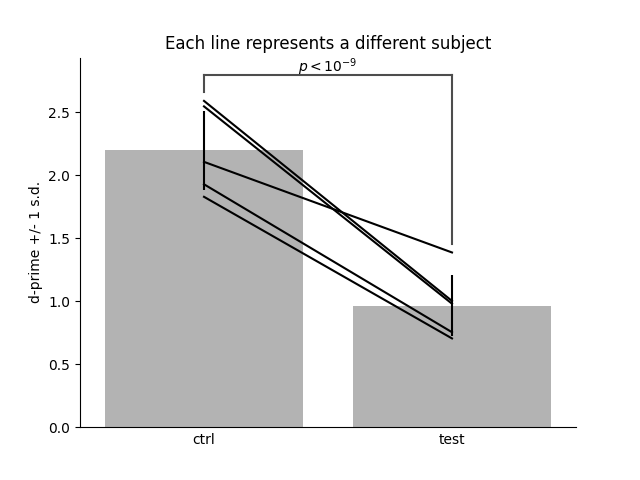 Each line represents a different subject
p < 10⁻⁹
d-prime +/- 1 s.d.
2.5
2.0
1.5
1.0
0.5
0.0
ctrl test